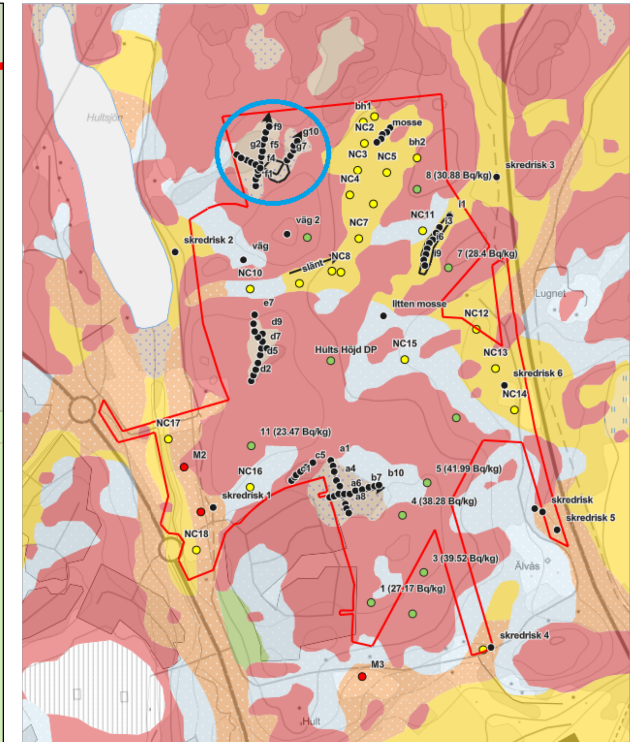 bh1
f9
g10
Hultsjön
NC2
mosse
g2
f5
g7
NC3
bh2
f4
NC5
skredrisk 3
f1
8 (30.88 Bq/kg)
NC4
i1
väg 2
NC11
i3
NC7
i6
skredrisk 2
väg
i9
7 (28.4 Bq/kg)
NC8
slänt
NC10
Lugnet
e7
liten mosse
NC12
d9
d7
NC15
d5
Hults Höjd DP
NC13
d2
skredrisk 6
NC14
NC17
11 (23.47 Bq/kg)
a1
M2
c5
NC16
c1
a4
b10
b7
5 (41.99 Bq/kg)
a6
skredrisk 1
a8
4 (38.28 Bq/kg)
skredrisk
skredrisk 5
NC18
3 (39.52 Bq/kg)
Älvås
1 (27.17 Bq/kg)
skredrisk 4
M3
Hult